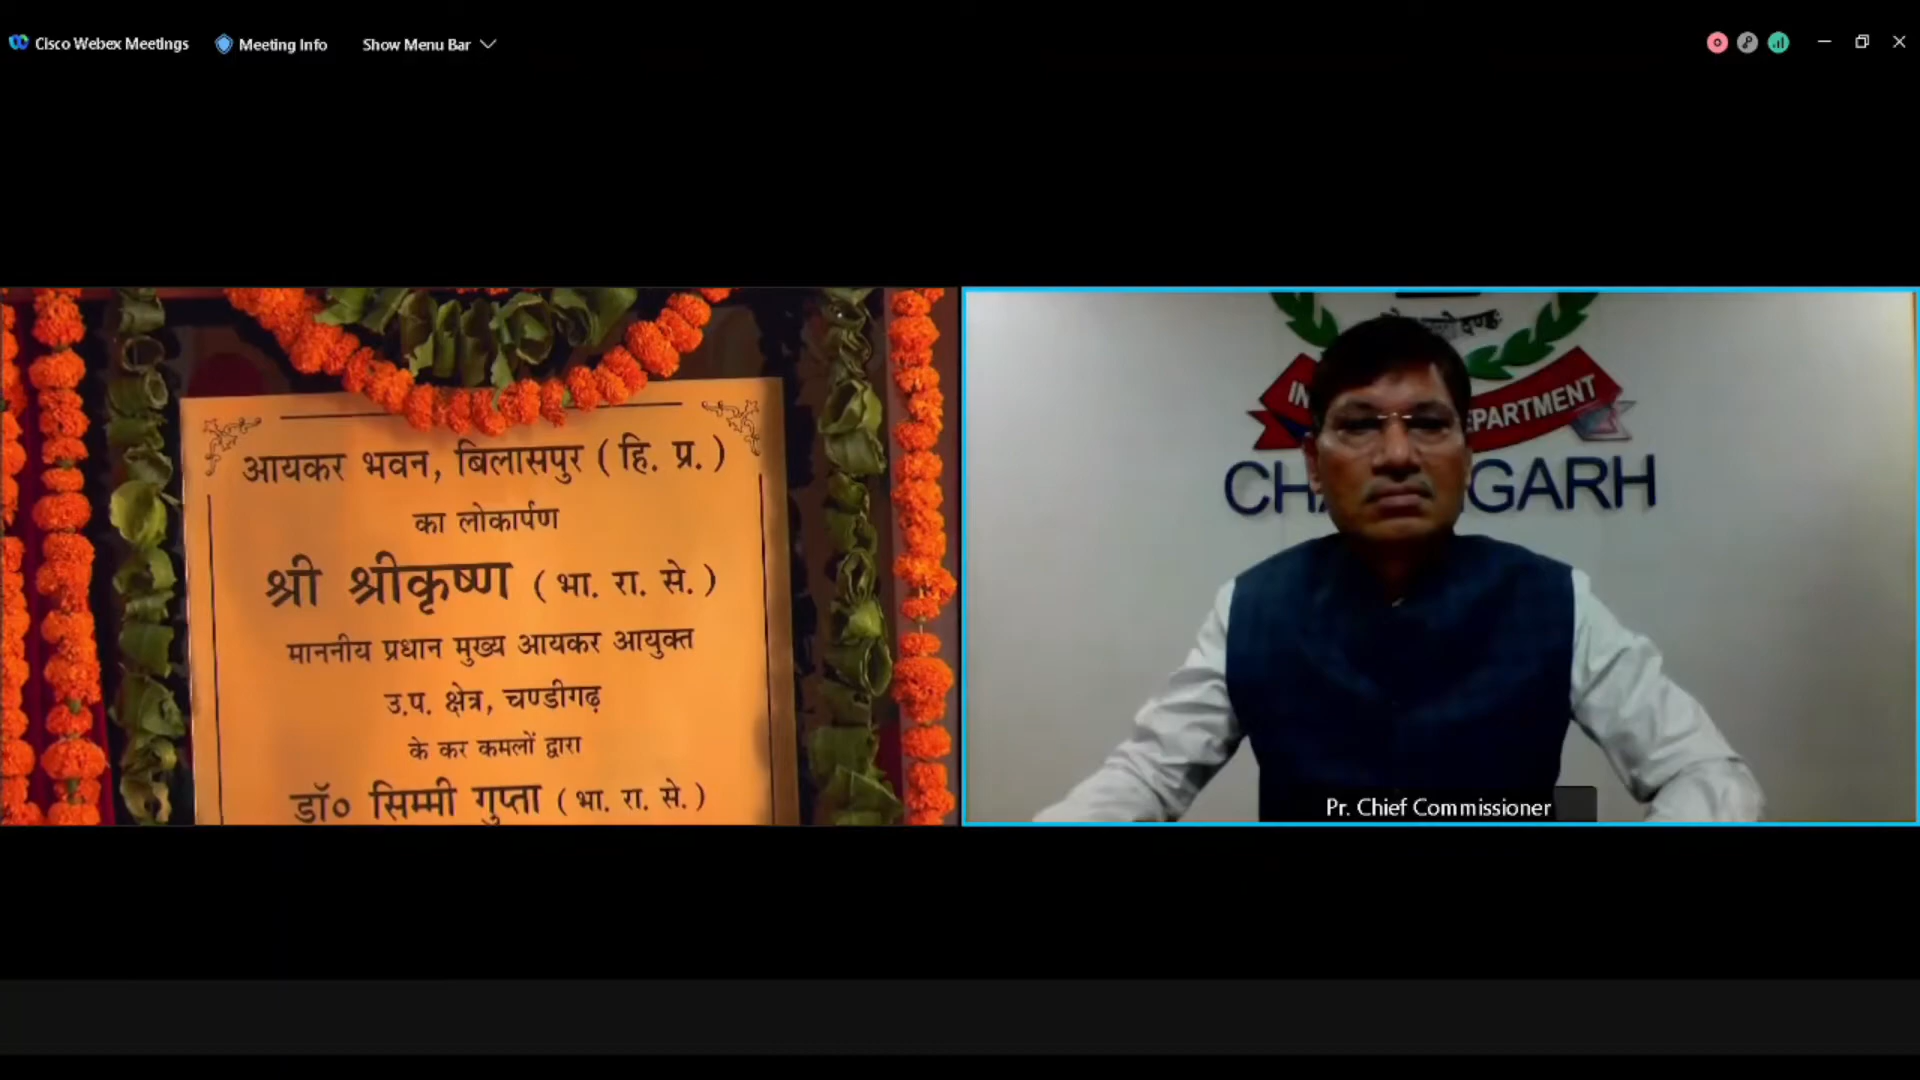 Cisco Webex Meetings
Meeting Info
Show Menu Bar
आयकर भवन, बिलासपुर ( हि. प्र. )
का लोकार्पण
श्री श्रीकृष्ण ( भा. रा. से. )
माननीय प्रधान मुख्य आयकर आयुक्त
उ.प. क्षेत्र, चण्डीगढ़
के कर कमलों द्वारा
डॉ० सिम्मी गुप्ता ( भा. रा. से. )
IN EPARTMENT
CH GARH
Pr. Chief Commissioner